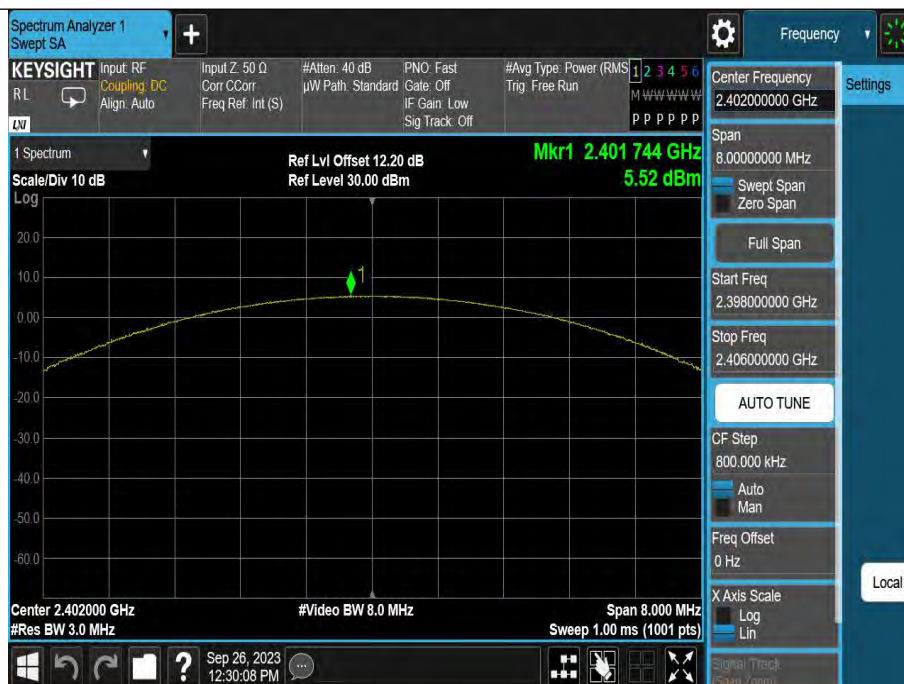 Spectrum Analyzer 1
Swept SA
Frequency
KEYSIGHT
R L
LXI
Input: RF
Coupling: DC
Align: Auto
Input Z: 50 Ω
Corr CCorr
Freq Ref: Int (S)
#Atten: 40 dB
µW Path: Standard
PNO: Fast
Gate: Off
IF Gain: Low
Sig Track: Off
#Avg Type: Power (RMS
Trig: Free Run
1 2 3 4 5 6
M W W W W W
P P P P P P
1 Spectrum
Scale/Div 10 dB
Log
Ref Lvl Offset 12.20 dB
Ref Level 30.00 dBm
Mkr1 2.401 744 GHz
5.52 dBm
20.0
10.0
0.00
-10.0
-20.0
-30.0
-40.0
-50.0
-60.0
1
Center 2.402000 GHz
#Res BW 3.0 MHz
#Video BW 8.0 MHz
Span 8.000 MHz
Sweep 1.00 ms (1001 pts)
Center Frequency
2.402000000 GHz
Span
8.00000000 MHz
Swept Span
Zero Span
Full Span
Start Freq
2.398000000 GHz
Stop Freq
2.406000000 GHz
AUTO TUNE
CF Step
800.000 kHz
Auto
Man
Freq Offset
0 Hz
X Axis Scale
Log
Lin
Signal Track
(Span Zoom)
Settings
Local
?
Sep 26, 2023
12:30:08 PM